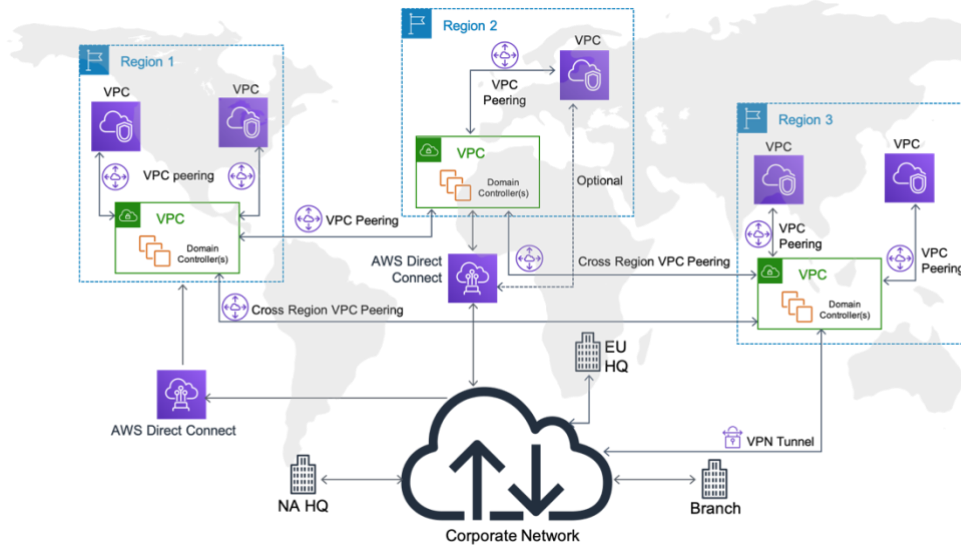 Region 1
VPC
VPC
VPC peering
VPC
Domain
Controller(s)
Region 2
VPC
VPC
Peering
VPC
Domain
Controller(s)
Optional
Region 3
VPC
VPC
VPC
Peering
VPC
Peering
VPC
Domain
Controller(s)
VPC Peering
AWS Direct
Connect
Cross Region VPC Peering
Cross Region VPC Peering
EU
HQ
AWS Direct Connect
VPN Tunnel
NA HQ
Branch
Corporate Network